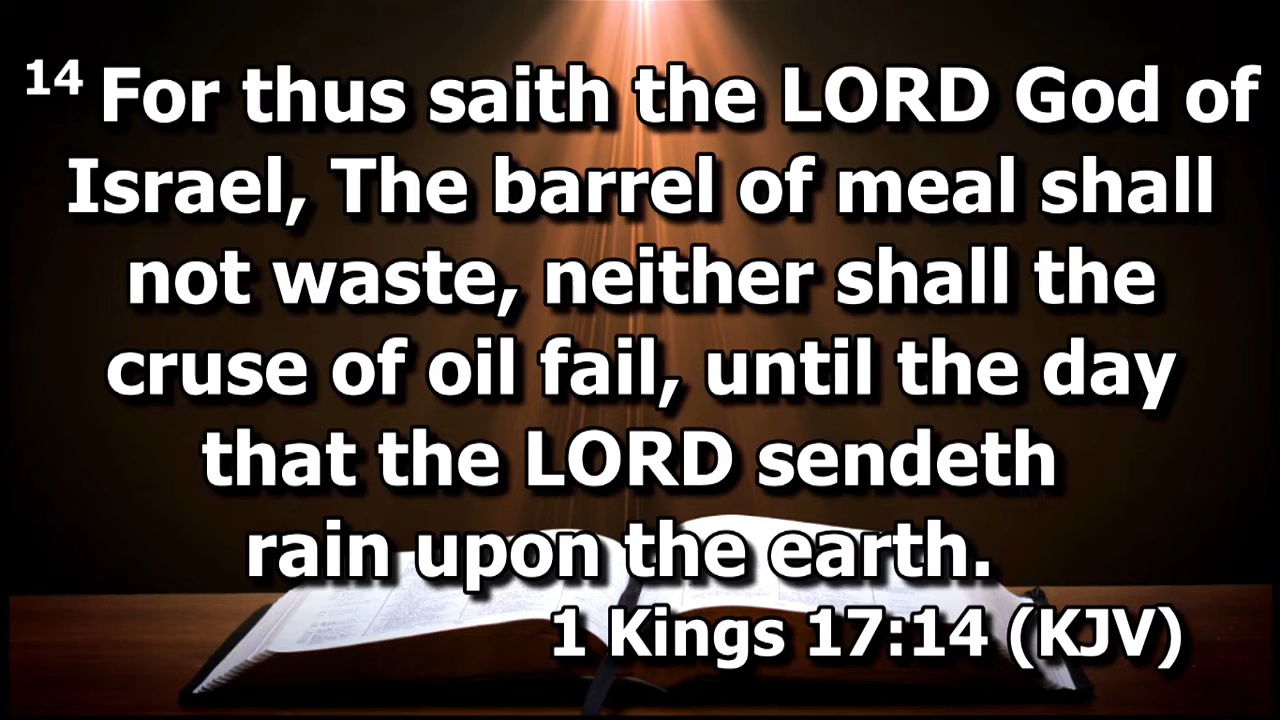 14 For thus saith the LORD God of
Israel, The barrel of meal shall
not waste, neither shall the
cruse of oil fail, until the day
that the LORD sendeth
rain upon the earth.
1 Kings 17:14 (KJV)